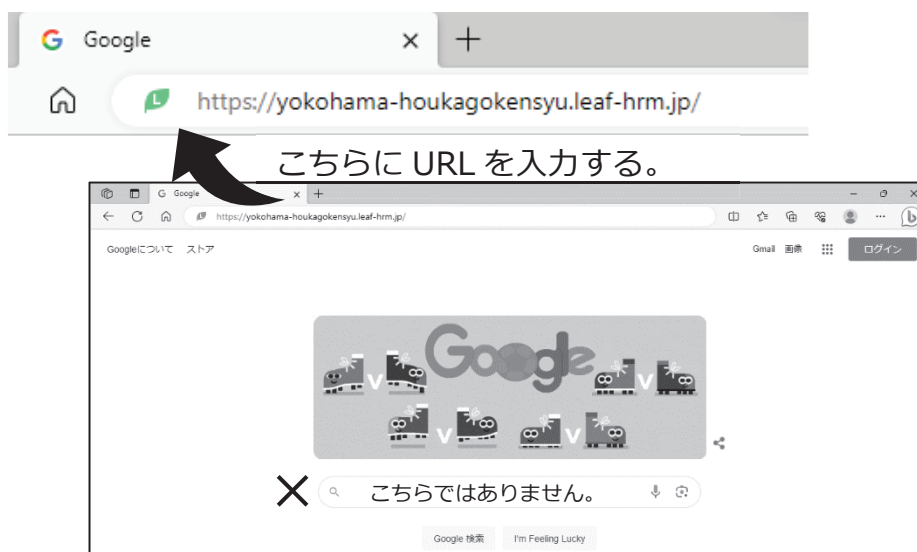 Google
https://yokohama-houkagokensyu.leaf-hrm.jp/
こちらに URL を入力する。
G Google
https://yokohama-houkagokensyu.leaf-hrm.jp/
Googleについて ストア Gmail 画像 ログイン
Google
V V
V V
こちらではありません。
Google 検索 I'm Feeling Lucky